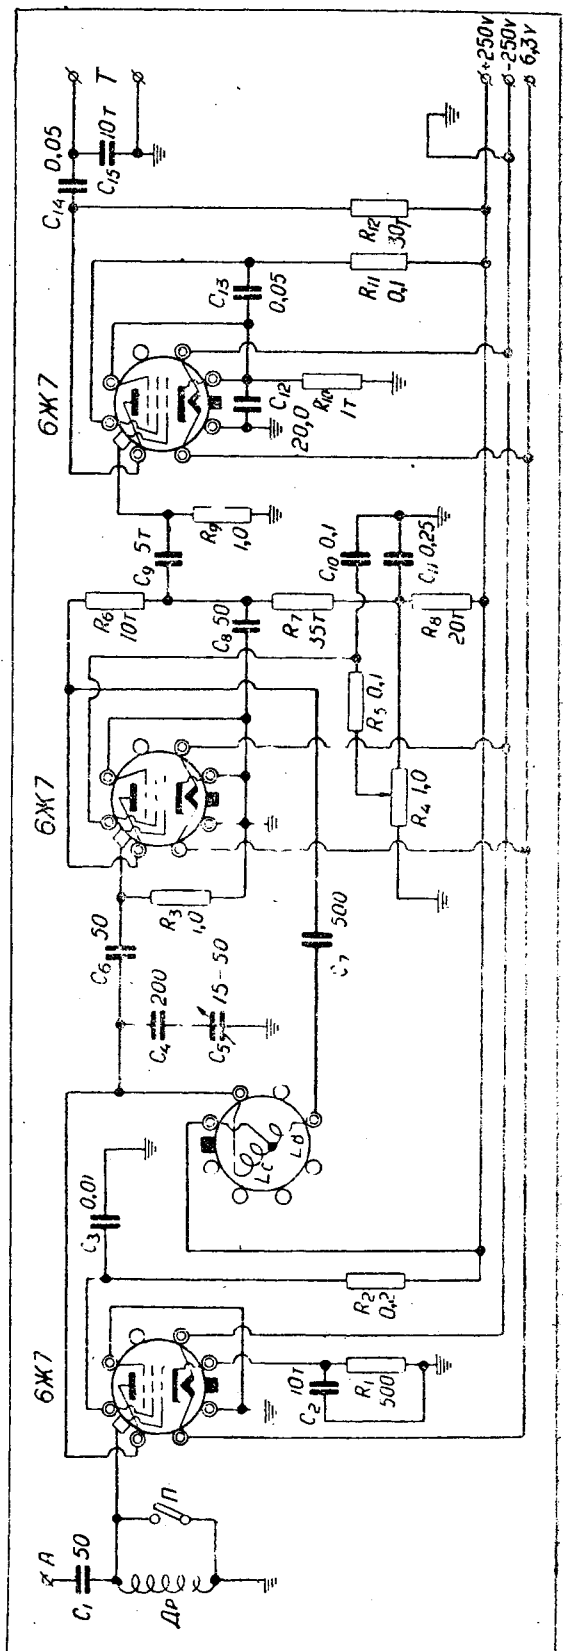 A
C1 50
Др
П
6Ж7
C2 10т
R1 500
C3 0,01
R2
Lc Lв
C4 200
C5 15-50
C6 50
R3 1,0
6Ж7
C7 500
R6 10т
C8 50
R7 35т
R8 20т
R5 0,1
R4 1,0
C10 0,1
C11 0,25
C9 5т
R9 1,0
6Ж7
C12 20,0
R10 1т
C13 0,05
R11 0,1
R12 30т
C14 0,05
C15 10т
Т
+250v
-250v
6,3v